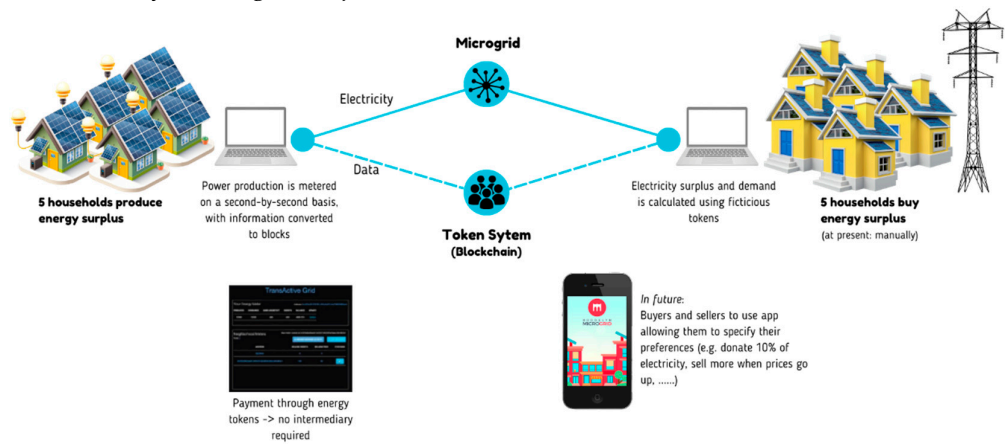 Microgrid
Electricity
Data
Token Sytem
(Blockchain)
5 households produce
energy surplus
Power production is metered
on a second-by-second basis,
with information converted
to blocks
Electricity surplus and demand
is calculated using ficticious
tokens
5 households buy
energy surplus
(at present: manually)
TransActive Grid
Payment through energy
tokens -> no intermediary
required
MICROGRID
In future:
Buyers and sellers to use app
allowing them to specify their
preferences (e.g. donate 10% of
electricity, sell more when prices go
up, ......)